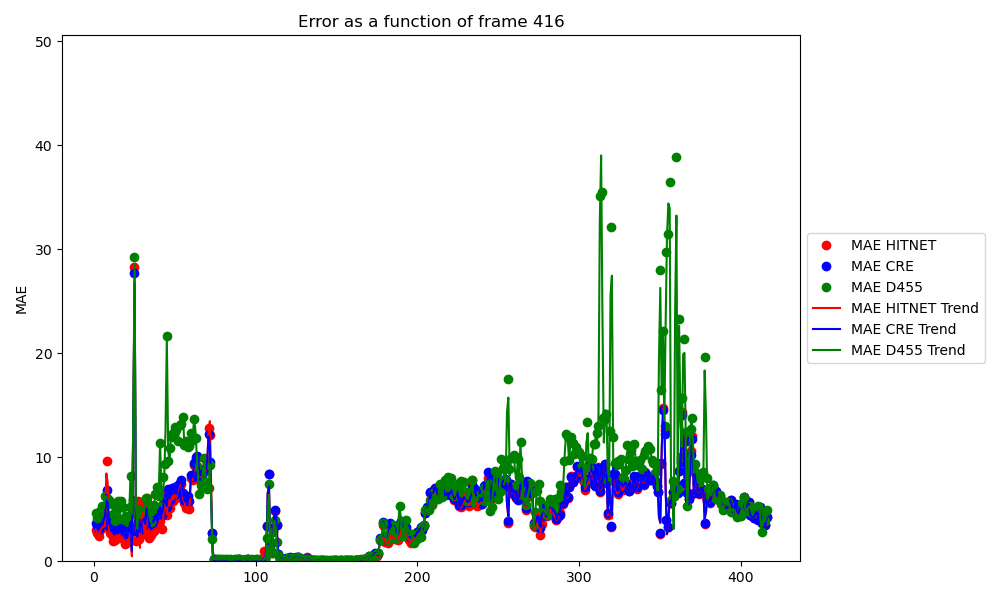 Error as a function of frame 416
50
40
30
20
10
0
MAE
0
100
200
300
400
MAE HITNET
MAE CRE
MAE D455
MAE HITNET Trend
MAE CRE Trend
MAE D455 Trend